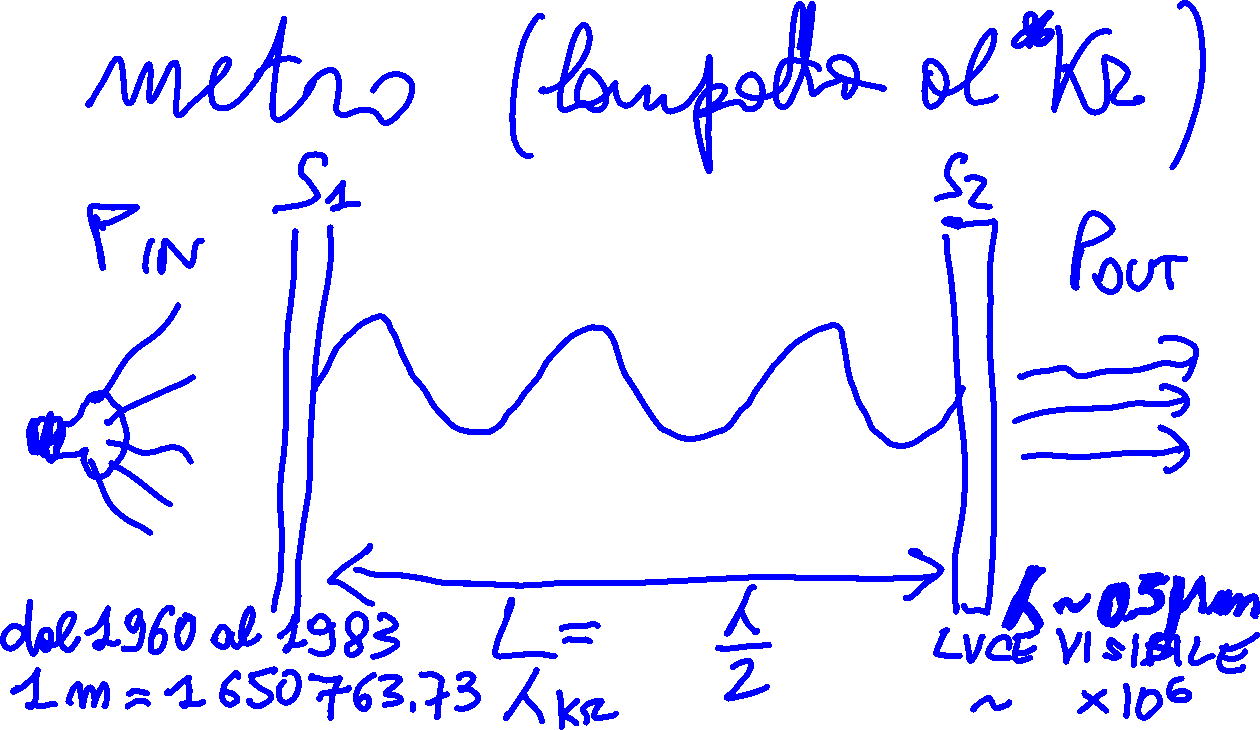 metro (lampada al ⁸⁶Kr)
S1 S2
PIN POUT
dal 1960 al 1983 L = λ/2 λ ~ 0.5 μm
LUCE VISIBILE
1 m = 1 650 763.73 λKr ~ ×10⁶